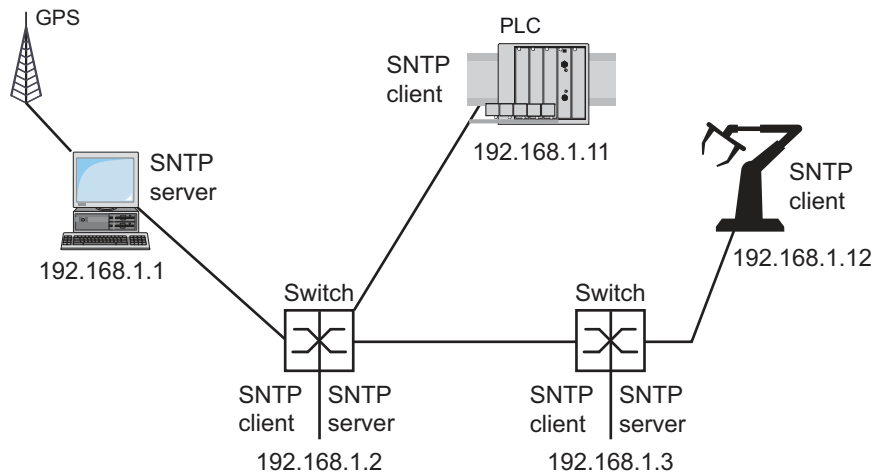 GPS
PLC
SNTP
client
192.168.1.11
SNTP
server
192.168.1.1
SNTP
client
192.168.1.12
Switch
SNTP
client
SNTP
server
192.168.1.2
Switch
SNTP
client
SNTP
server
192.168.1.3